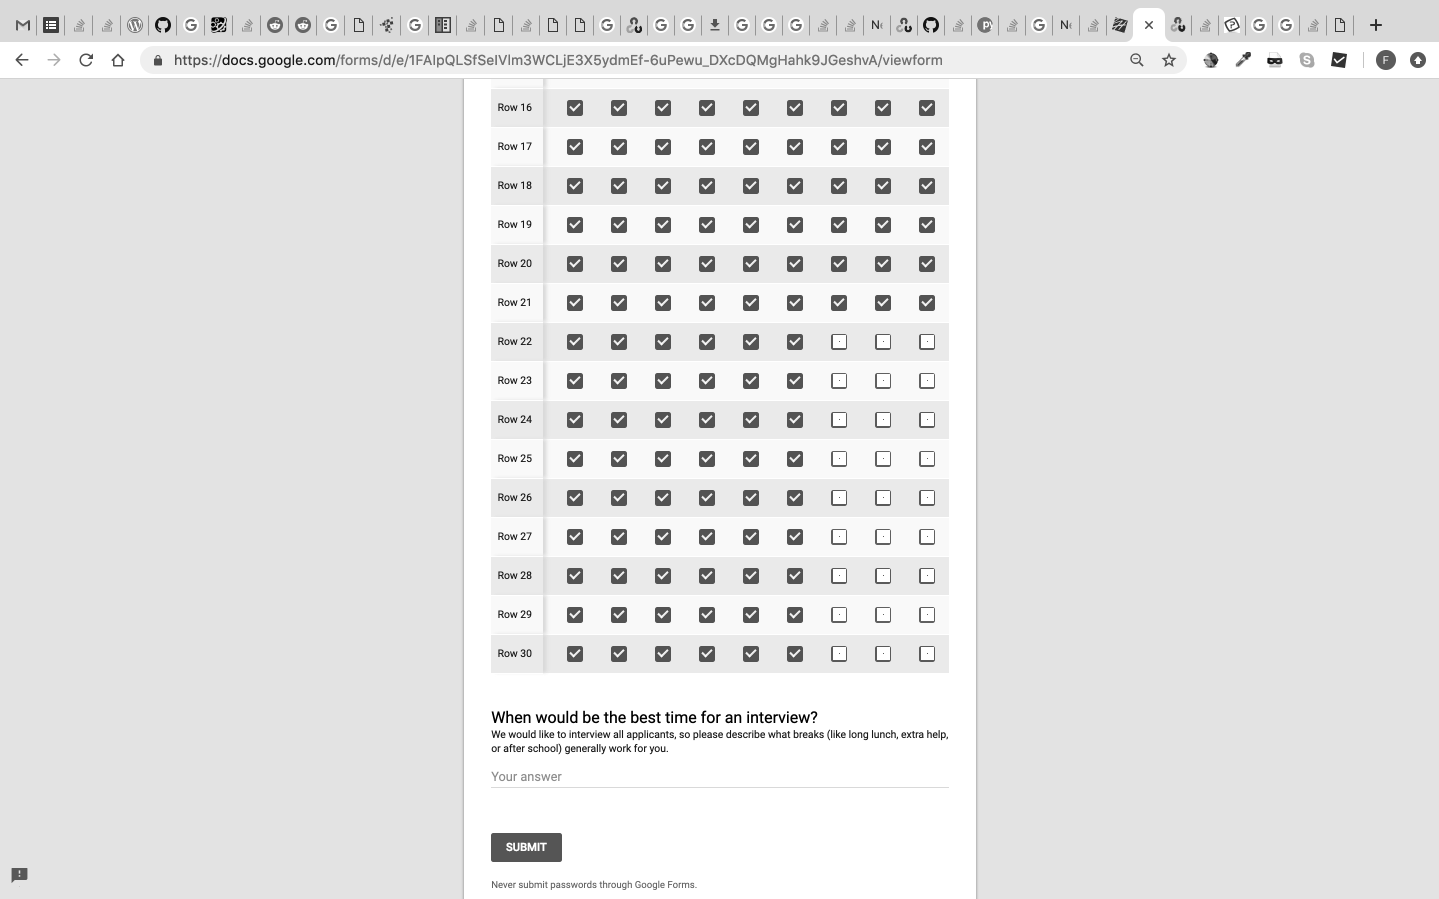 https://docs.google.com/forms/d/e/1FAIpQLSfSeIVlm3WCLjE3X5ydmEf-6uPewu_DXcDQMgHahk9JGeshvA/viewform
Row 16
Row 17
Row 18
Row 19
Row 20
Row 21
Row 22
Row 23
Row 24
Row 25
Row 26
Row 27
Row 28
Row 29
Row 30
When would be the best time for an interview?
We would like to interview all applicants, so please describe what breaks (like long lunch, extra help,
or after school) generally work for you.
Your answer
SUBMIT
Never submit passwords through Google Forms.